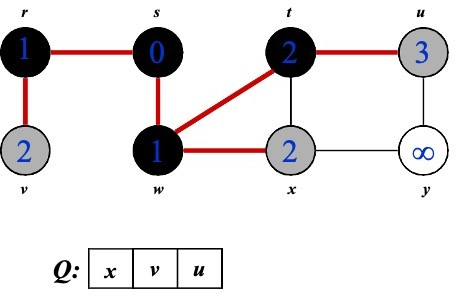 r s t u
1 0 2 3
2 1 2 ∞
v w x y
Q: x v u